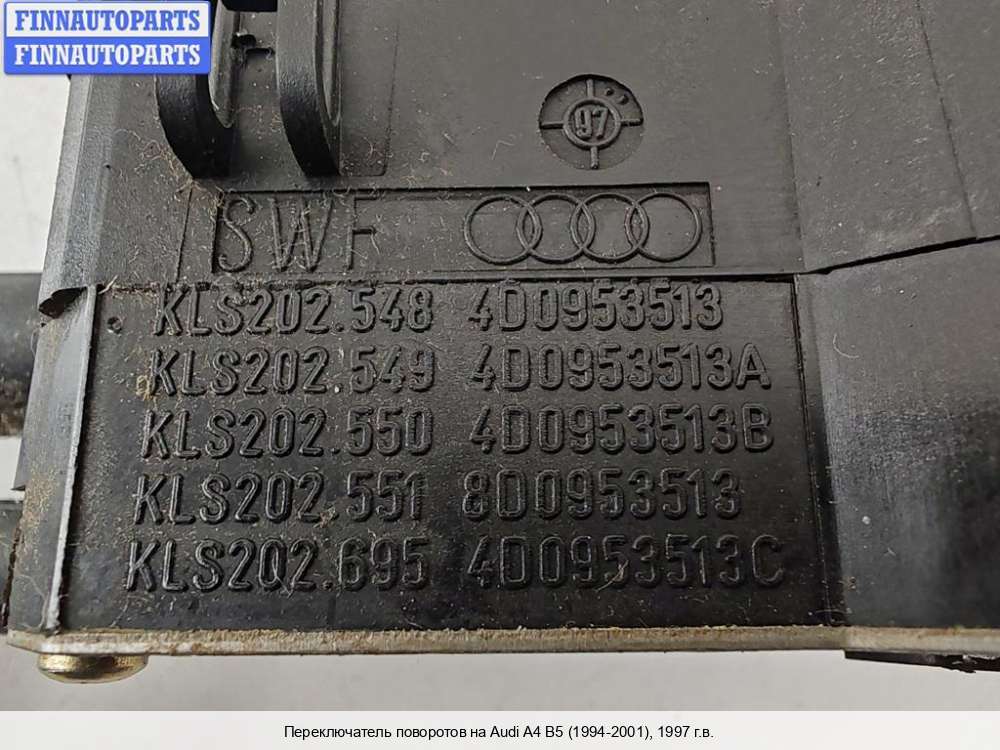 FINNAUTOPARTS
FINNAUTOPARTS
97
SWF
KLS202.548 4D0953513
KLS202.549 4D0953513A
KLS202.550 4D0953513B
KLS202.551 8D0953513
KLS202.695 4D0953513C
Переключатель поворотов на Audi A4 B5 (1994-2001), 1997 г.в.